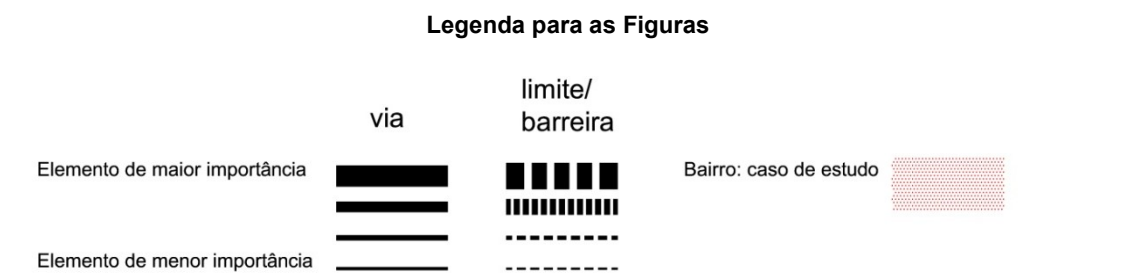 Legenda para as Figuras
via
limite/
barreira
Elemento de maior importância
Bairro: caso de estudo
Elemento de menor importância